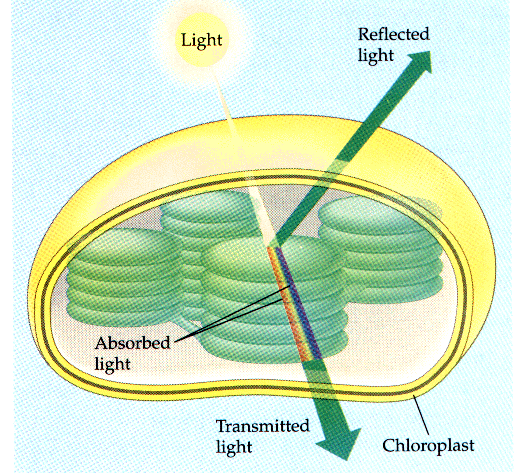 Light
Reflected
light
Absorbed
light
Transmitted
light
Chloroplast